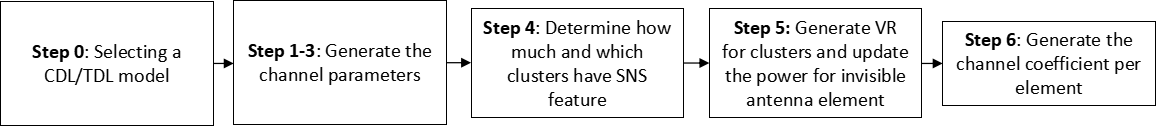 Step 0: Selecting a
CDL/TDL model
Step 1-3: Generate the
channel parameters
Step 4: Determine how
much and which
clusters have SNS
feature
Step 5: Generate VR
for clusters and update
the power for invisible
antenna element
Step 6: Generate the
channel coefficient per
element